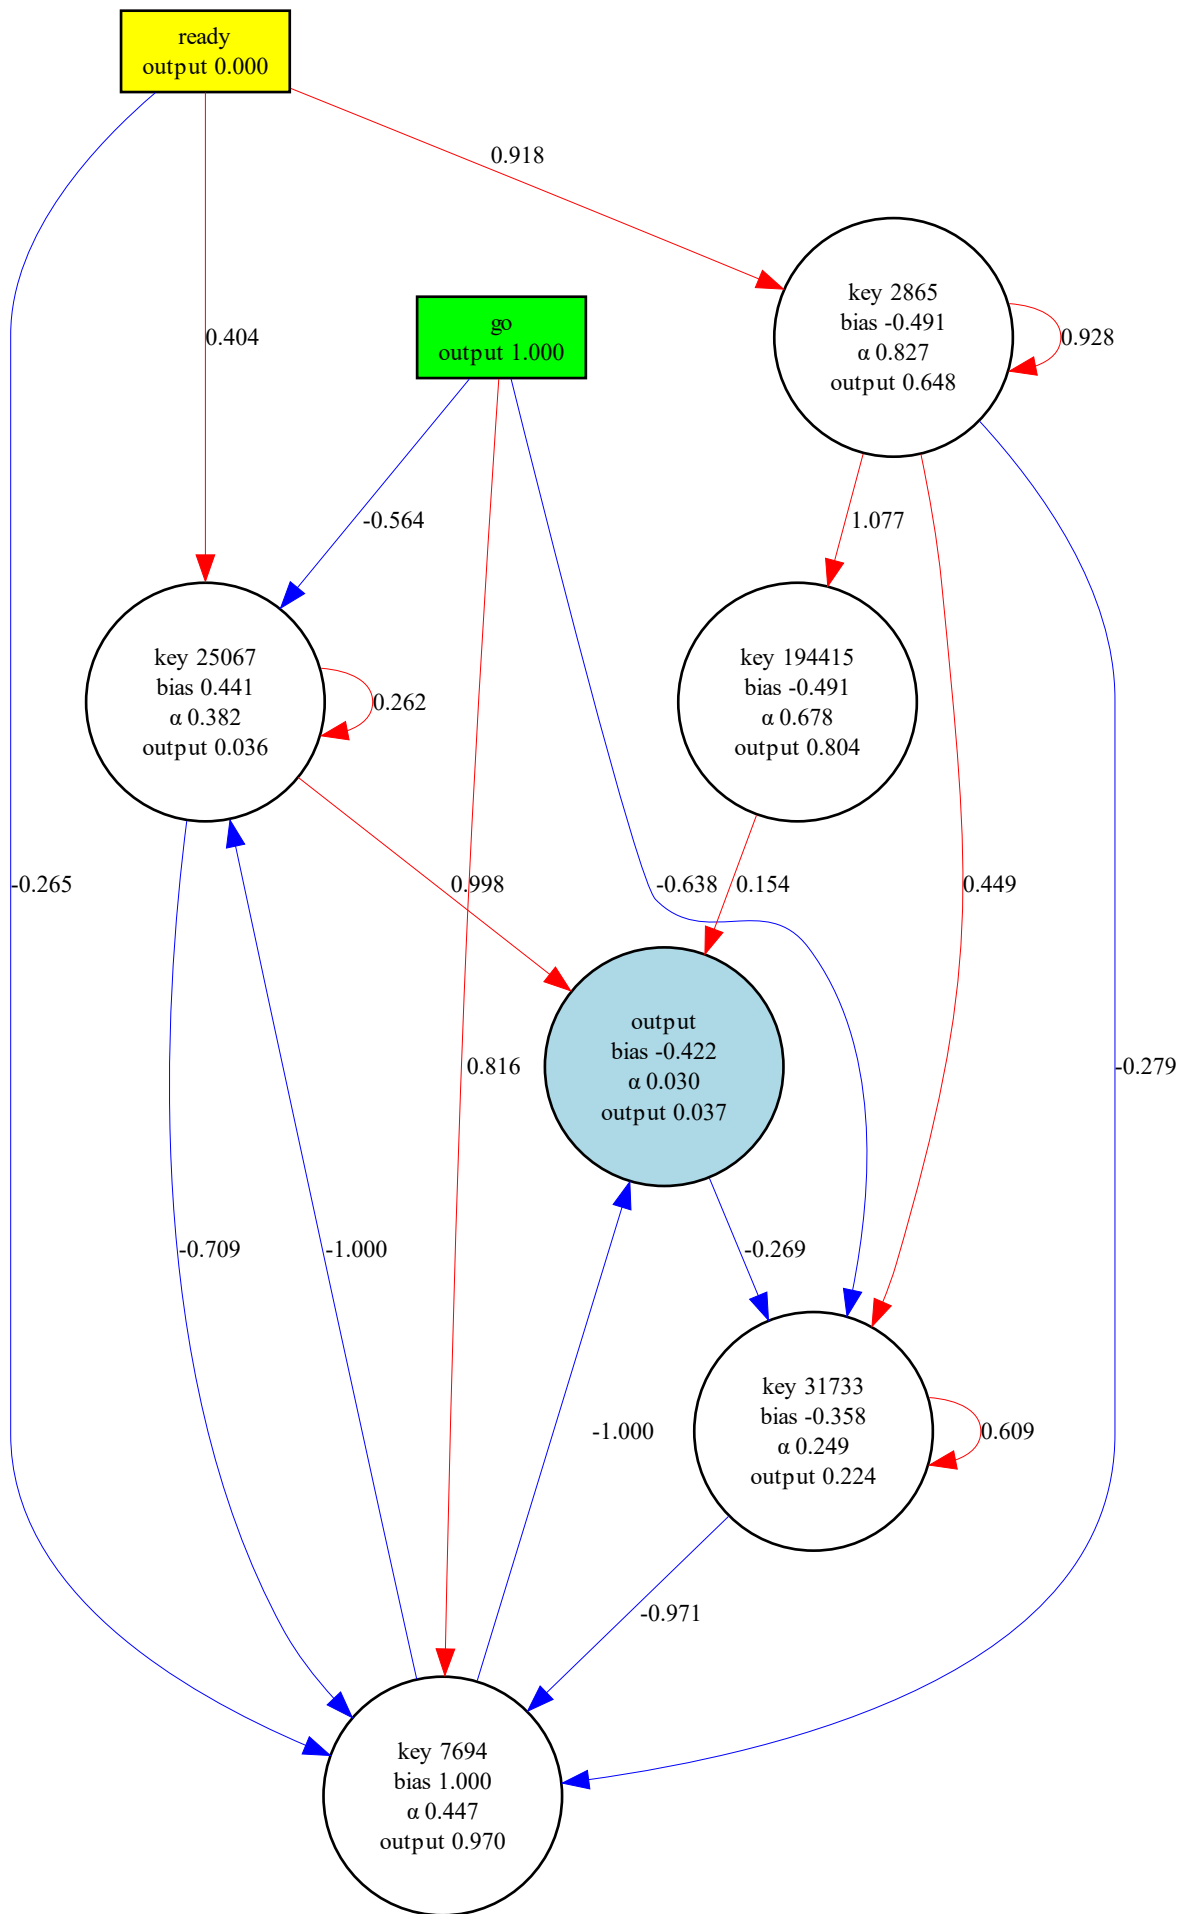 ready
output 0.000
0.918
key 2865
bias -0.491
α 0.827
output 0.648
0.928
go
output 1.000
0.404
-0.564
1.077
key 25067
bias 0.441
α 0.382
output 0.036
0.262
key 194415
bias -0.491
α 0.678
output 0.804
-0.265
0.998
-0.638
0.154
0.449
output
bias -0.422
α 0.030
output 0.037
0.816
-0.279
-0.709
-1.000
-0.269
key 31733
bias -0.358
α 0.249
output 0.224
-1.000
0.609
-0.971
key 7694
bias 1.000
α 0.447
output 0.970